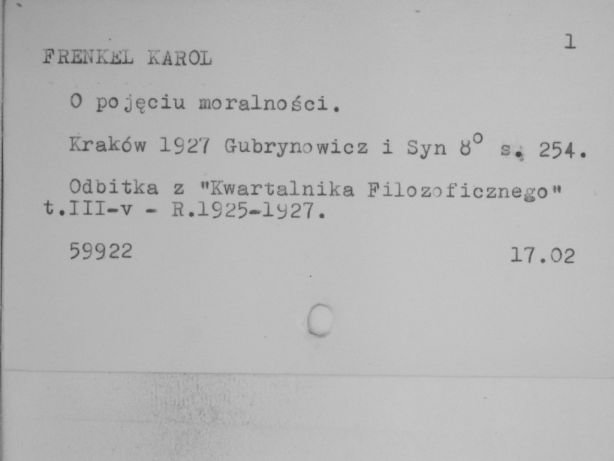 1
FRENKEL KAROL
O pojęciu moralności.
Kraków 1927 Gubrynowicz i Syn 8° s. 254.
Odbitka z "Kwartalnika Filozoficznego"
t.III-v - R.1925-1927.
59922 17.02